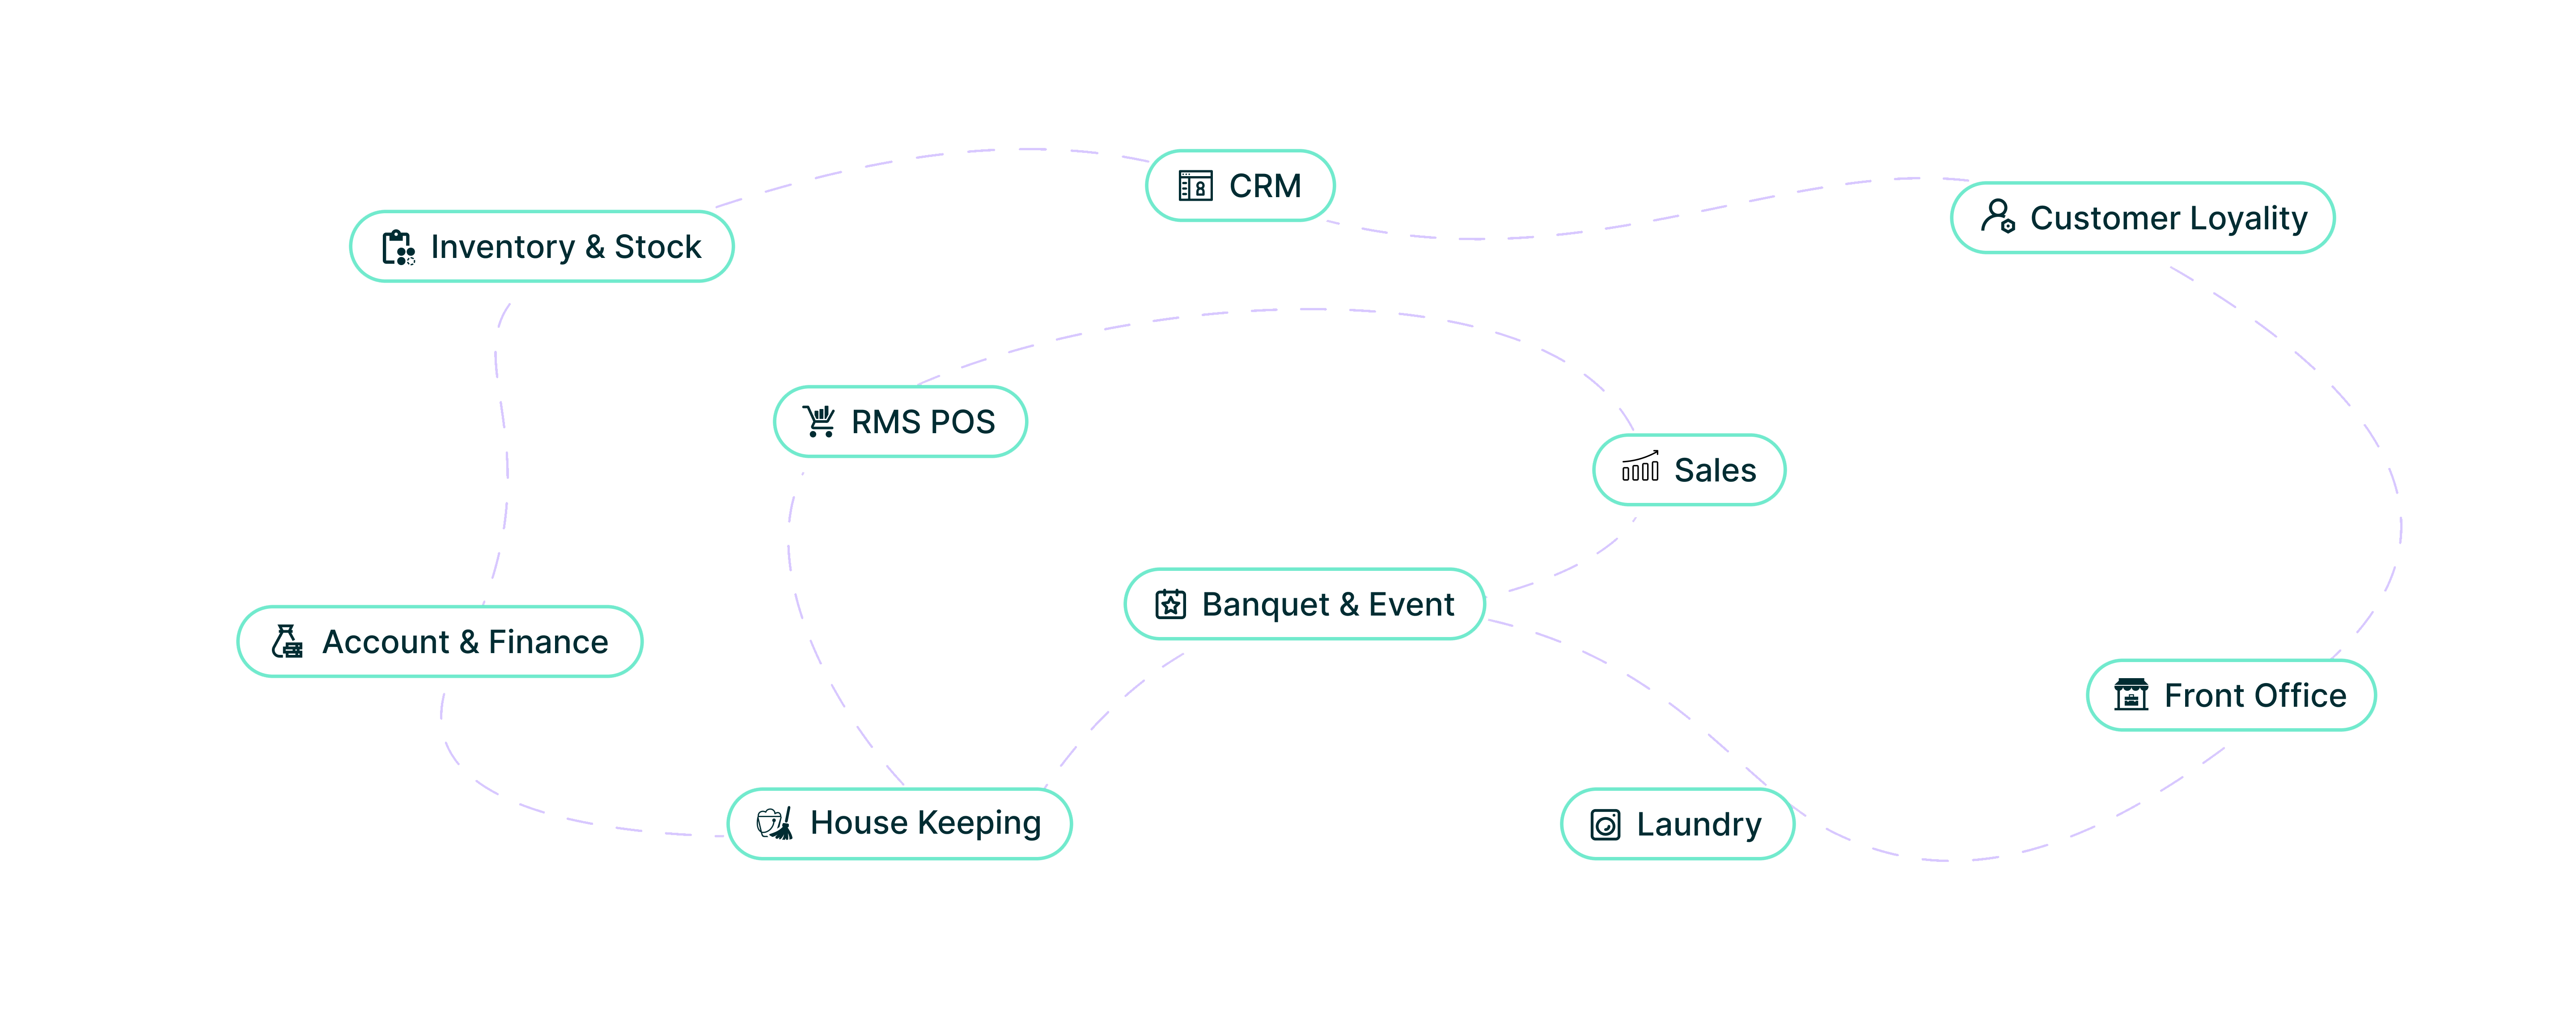 CRM
Customer Loyality
Inventory & Stock
RMS POS
Sales
Banquet & Event
Account & Finance
Front Office
House Keeping
Laundry